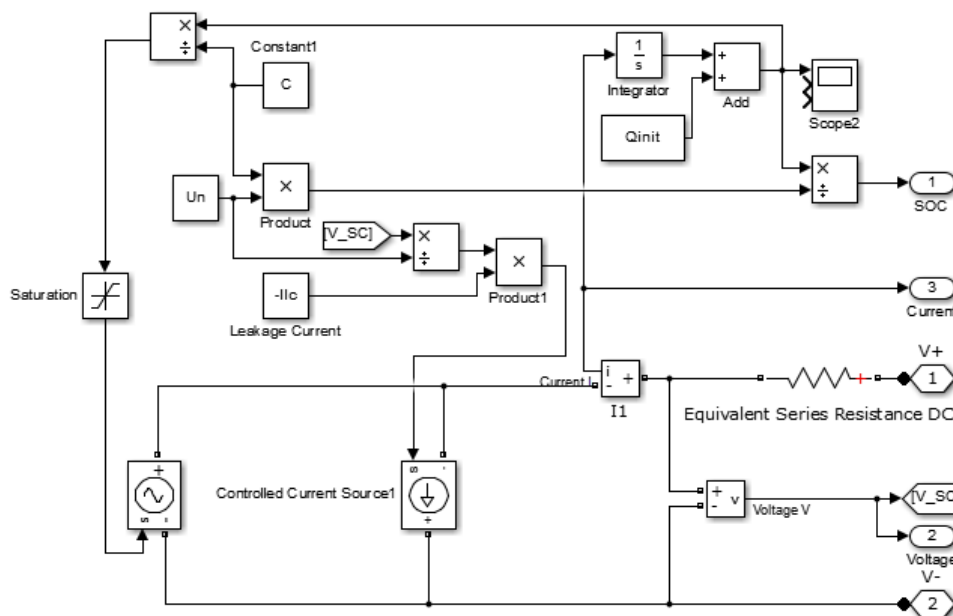 ×
÷
Constant1
C
1
s
Integrator
+
+
Add
Scope2
Qinit
Un
×
Product
[V_SC]
×
÷
×
Product1
×
÷
1
SOC
Saturation
-Ilc
Leakage Current
3
Current
Current I
i
-
+
I1
V+
1
Equivalent Series Resistance DC
+
s
-
Controlled Current Source1
s
-
+
+
-
v
Voltage V
[V_SC
2
Voltage
V-
2